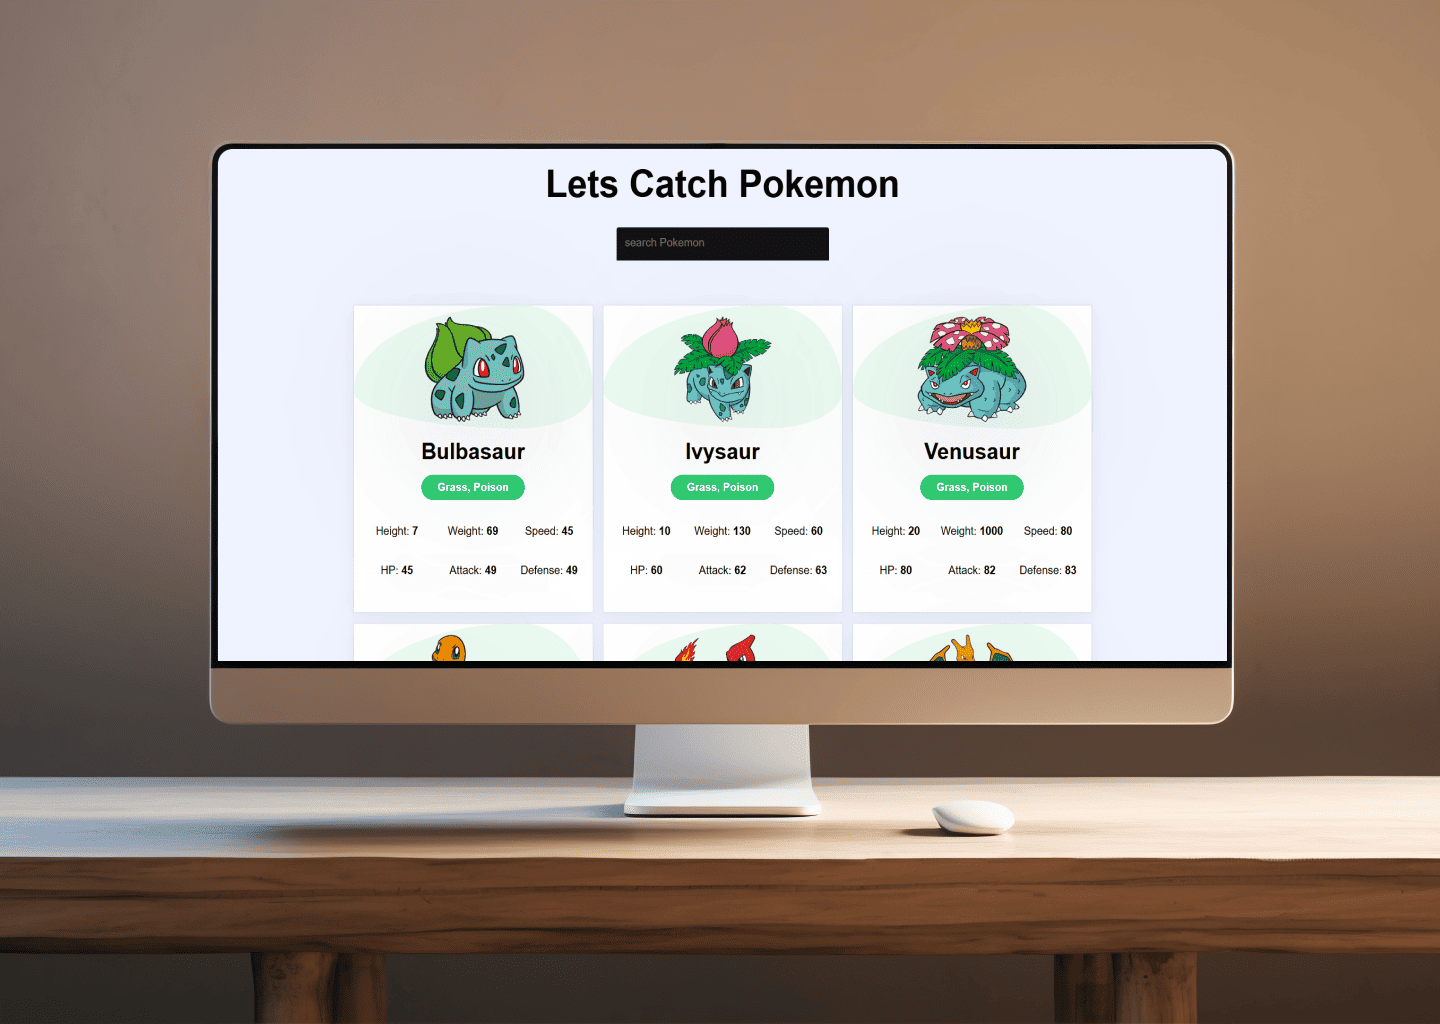 Lets Catch Pokemon
search Pokemon
Bulbasaur
Grass, Poison
Height: 7 Weight: 69 Speed: 45
HP: 45 Attack: 49 Defense: 49
Ivysaur
Grass, Poison
Height: 10 Weight: 130 Speed: 60
HP: 60 Attack: 62 Defense: 63
Venusaur
Grass, Poison
Height: 20 Weight: 1000 Speed: 80
HP: 80 Attack: 82 Defense: 83